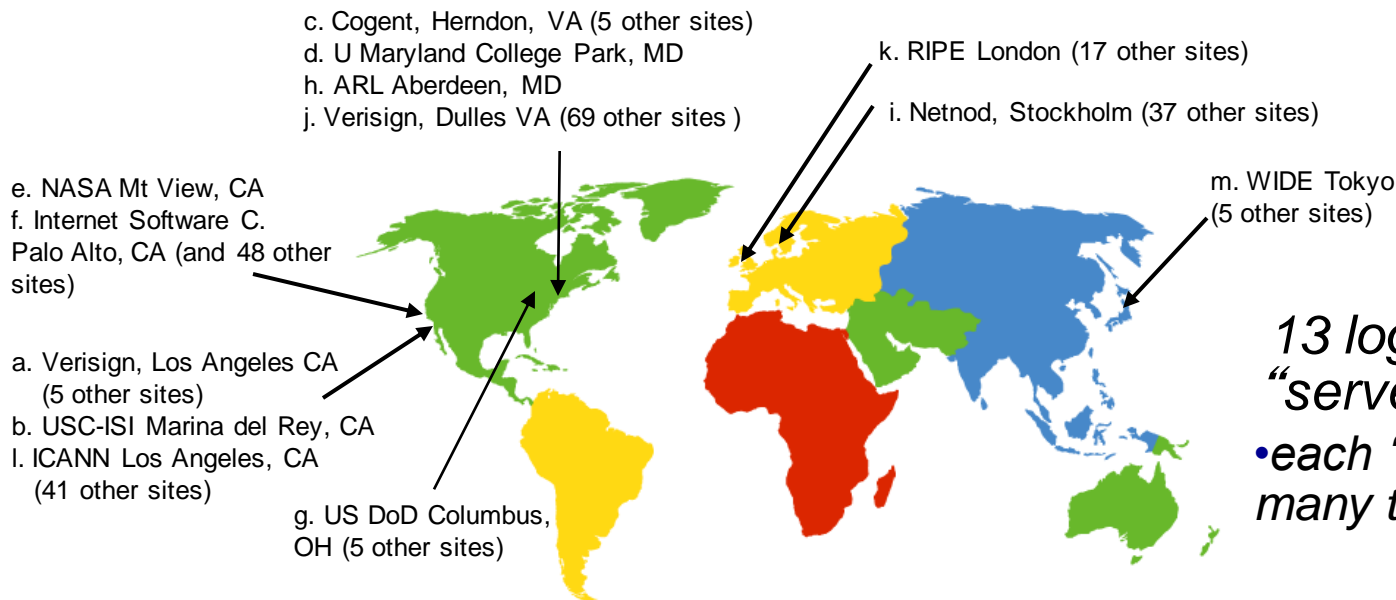 c. Cogent, Herndon, VA (5 other sites)
d. U Maryland College Park, MD
h. ARL Aberdeen, MD
j. Verisign, Dulles VA (69 other sites )
k. RIPE London (17 other sites)
i. Netnod, Stockholm (37 other sites)
m. WIDE Tokyo
(5 other sites)
e. NASA Mt View, CA
f. Internet Software C.
Palo Alto, CA (and 48 other
sites)
a. Verisign, Los Angeles CA
(5 other sites)
b. USC-ISI Marina del Rey, CA
l. ICANN Los Angeles, CA
(41 other sites)
g. US DoD Columbus,
OH (5 other sites)
13
“
•each “
many